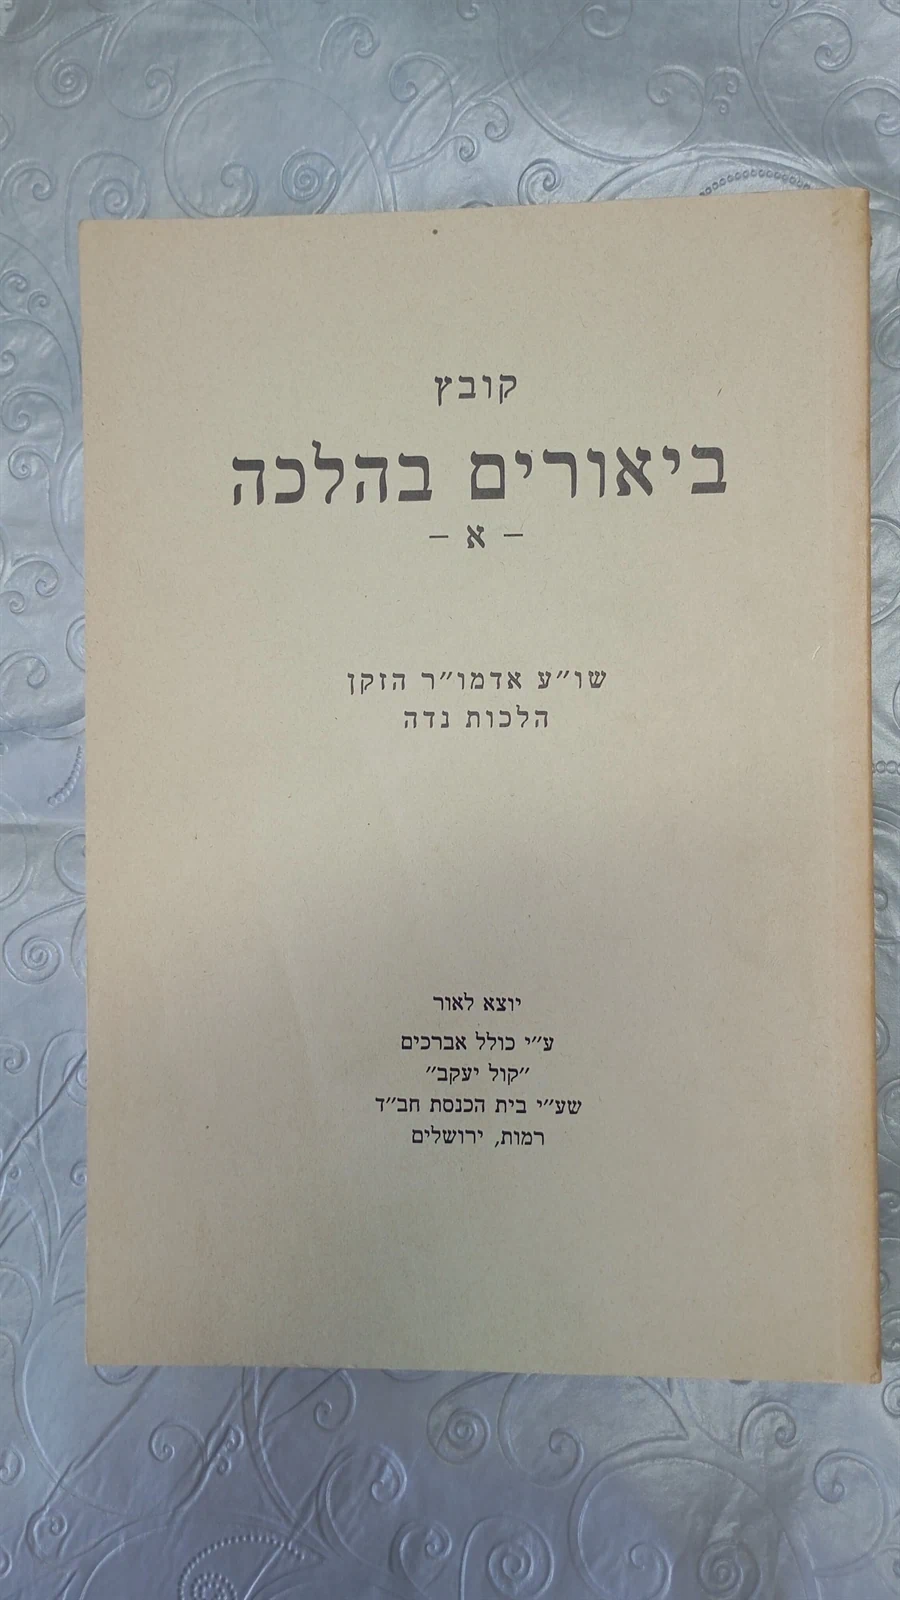 קובץ
ביאורים בהלכה
– א –
שו"ע אדמו"ר הזקן
הלכות נדה
יוצא לאור
ע"י כולל אברכים
"קול יעקב"
שע"י בית הכנסת חב"ד
רמות, ירושלים